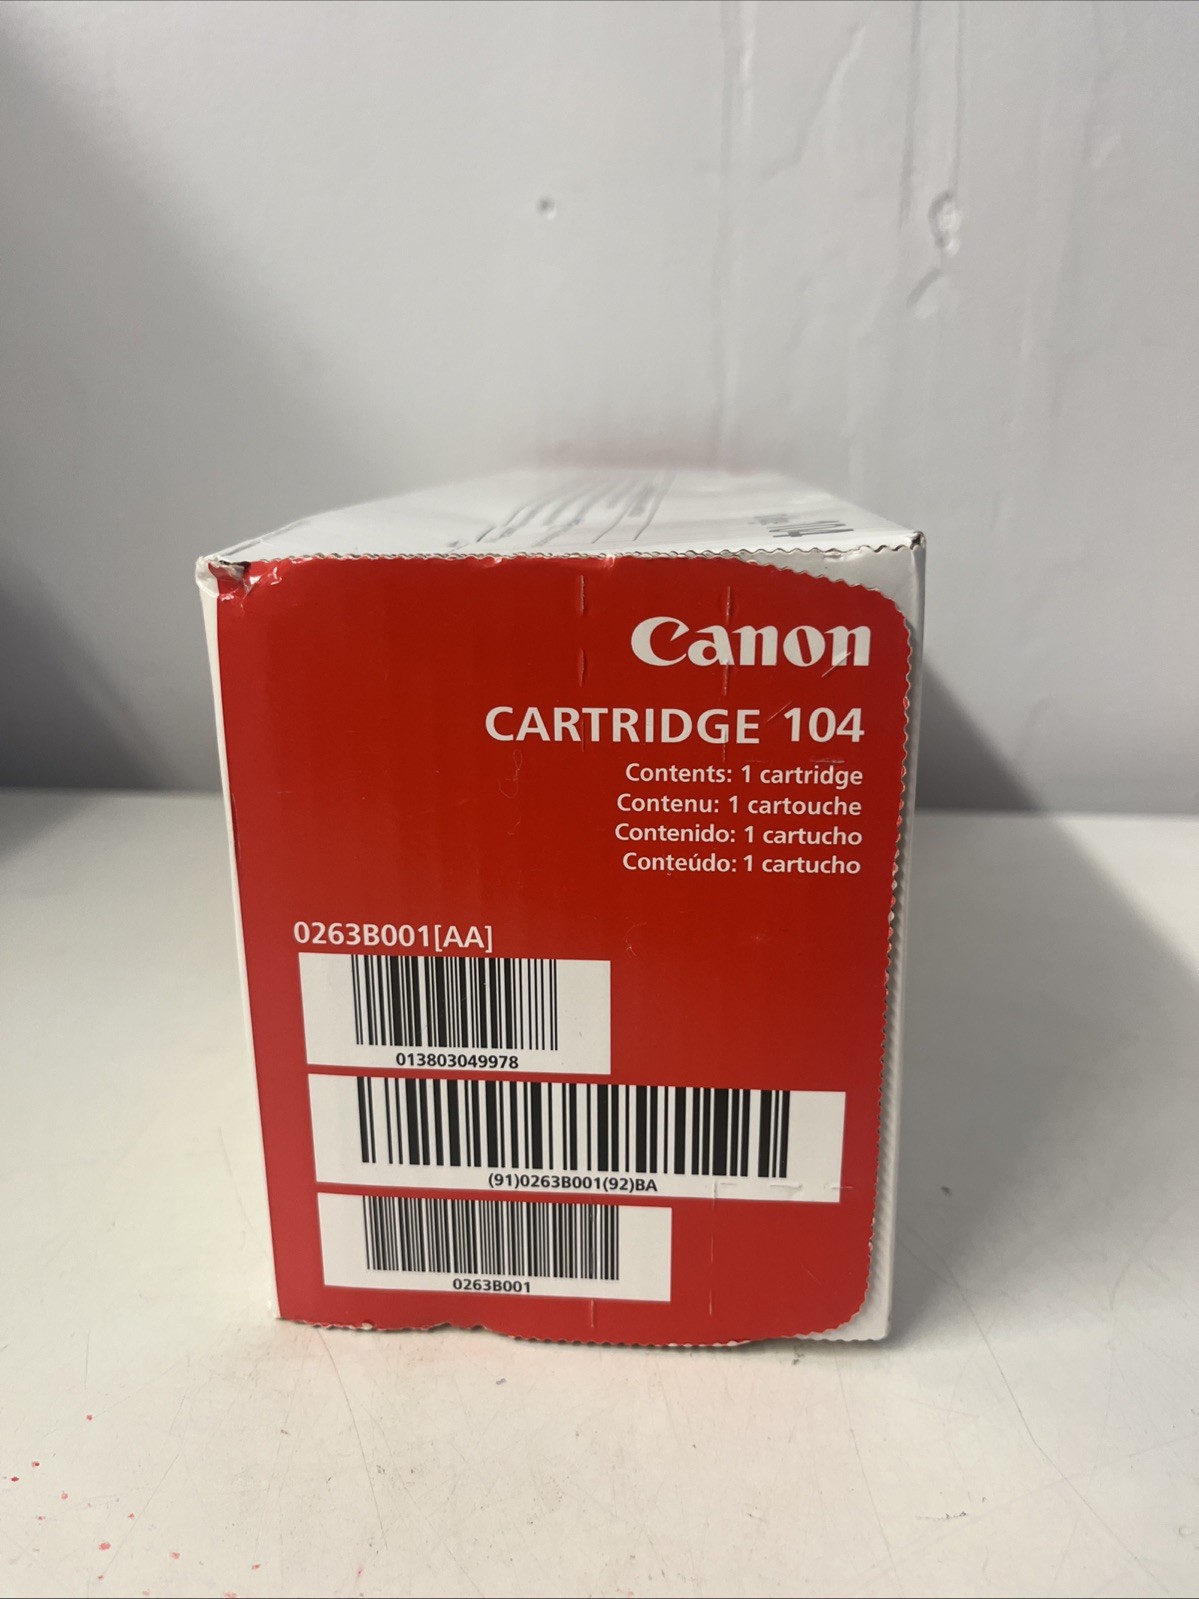 104
Canon
CARTRIDGE 104
Contents: 1 cartridge
Contenu: 1 cartouche
Contenido: 1 cartucho
Conteúdo: 1 cartucho
0263B001[AA]
013803049978
(91)0263B001(92)BA
0263B001